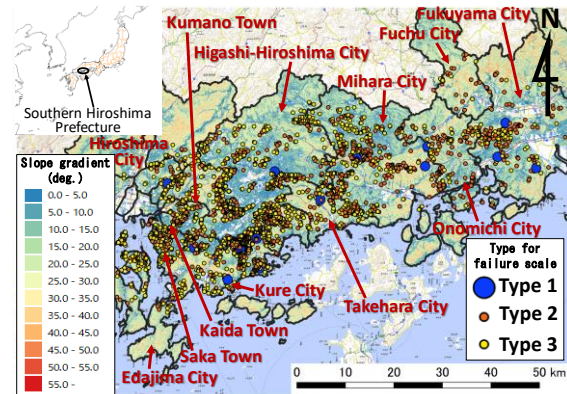 Kumano Town
Fukuyama City
Fuchu City
N
Higashi-Hiroshima City
Mihara City
Southern Hiroshima
Prefecture
Hiroshima
City
Slope gradient
(deg.)
0.0 - 5.0
5.0 - 10.0
10.0 - 15.0
15.0 - 20.0
20.0 - 25.0
25.0 - 30.0
30.0 - 35.0
35.0 - 40.0
40.0 - 45.0
45.0 - 50.0
50.0 - 55.0
55.0 -
Onomichi City
Type for
failure scale
Type 1
Type 2
Type 3
Kure City
Takehara City
Kaida Town
Saka Town
Edajima City
0 10 20 30 40 50 km